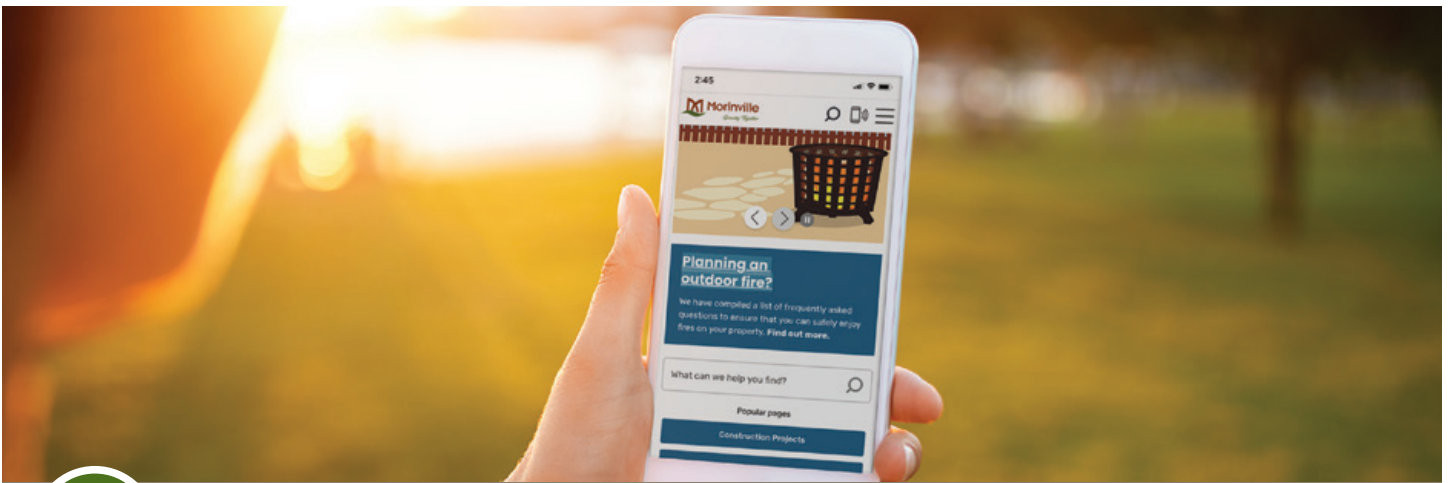 2:45
Morinville
Growing Together
Planning an
outdoor fire?
We have compiled a list of frequently asked
questions to ensure that you can safely enjoy
fires on your property. Find out more.
What can we help you find?
Popular pages
Construction Projects